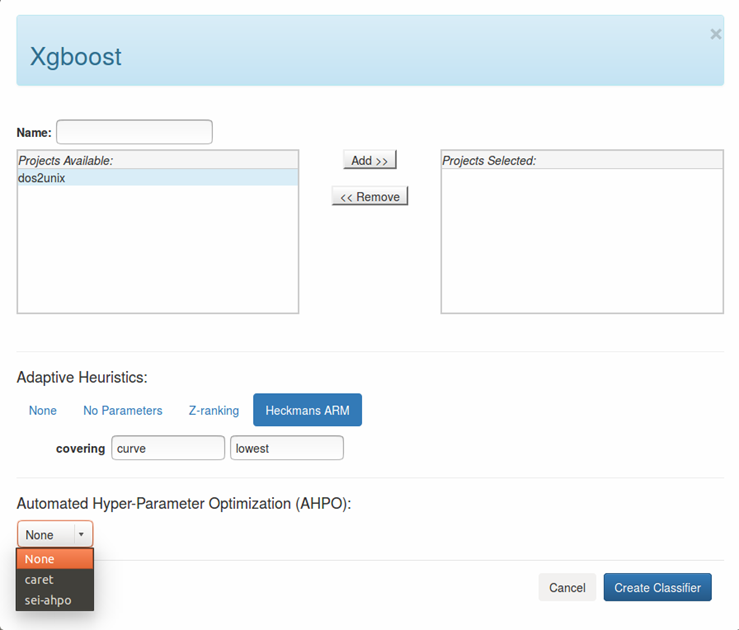 Xgboost
×
Name:
Projects Available:
dos2unix
Add >>
<< Remove
Projects Selected:
Adaptive Heuristics:
None No Parameters Z-ranking Heckmans ARM
covering curve lowest
Automated Hyper-Parameter Optimization (AHPO):
None
None
caret
sei-ahpo
Cancel Create Classifier